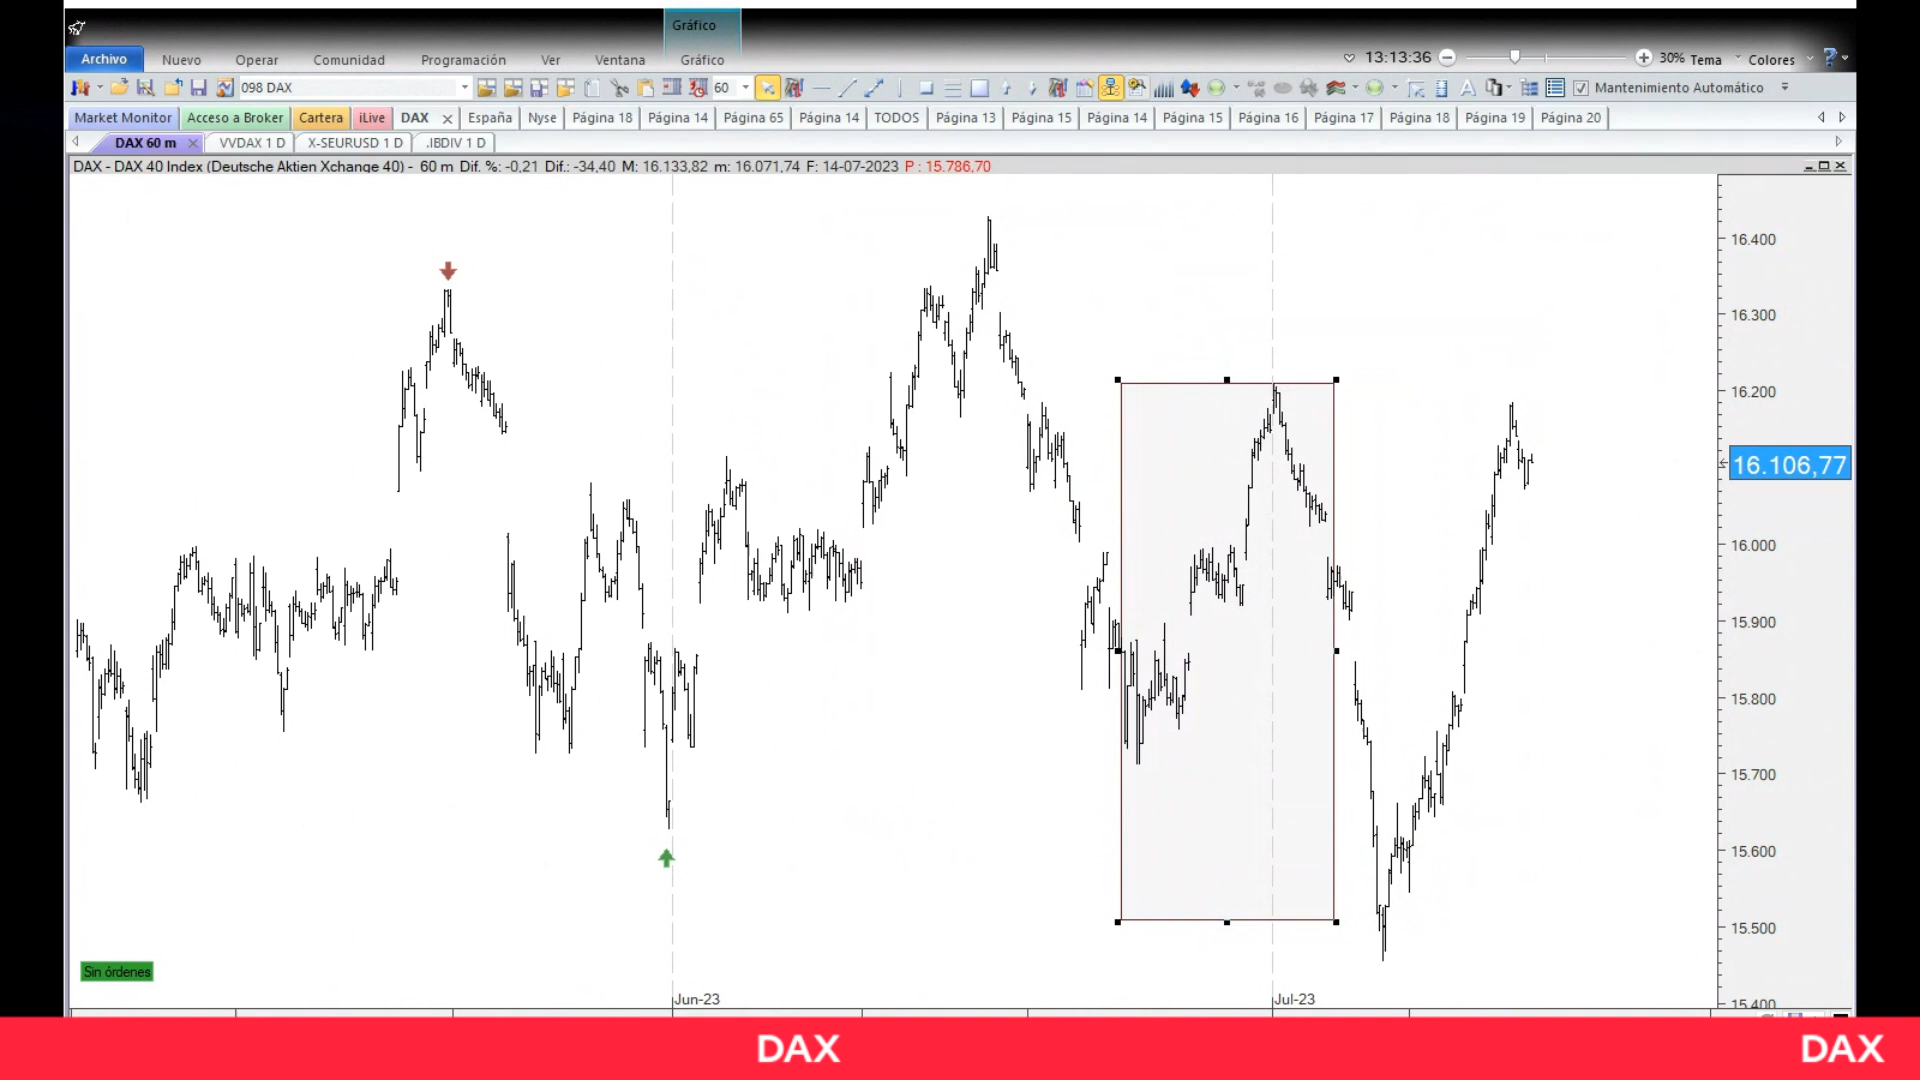 Gráfico
Archivo Nuevo Operar Comunidad Programación Ver Ventana Gráfico 13:13:36 30% Tema Colores
098 DAX 60 Mantenimiento Automático
Market Monitor Acceso a Broker Cartera iLive DAX España Nyse Página 18 Página 14 Página 65 Página 14 TODOS Página 13 Página 15 Página 14 Página 15 Página 16 Página 17 Página 18 Página 19 Página 20
DAX 60 m VVDAX 1 D X-SEURUSD 1 D .IBDIV 1 D
DAX - DAX 40 Index (Deutsche Aktien Xchange 40) - 60 m Dif. %: -0,21 Dif.: -34,40 M: 16.133,82 m: 16.071,74 F: 14-07-2023 P : 15.786,70
16.400
16.300
16.200
16.106,77
16.000
15.900
15.800
15.700
15.600
15.500
15.400
Sin órdenes
Jun-23 Jul-23
DAX DAX